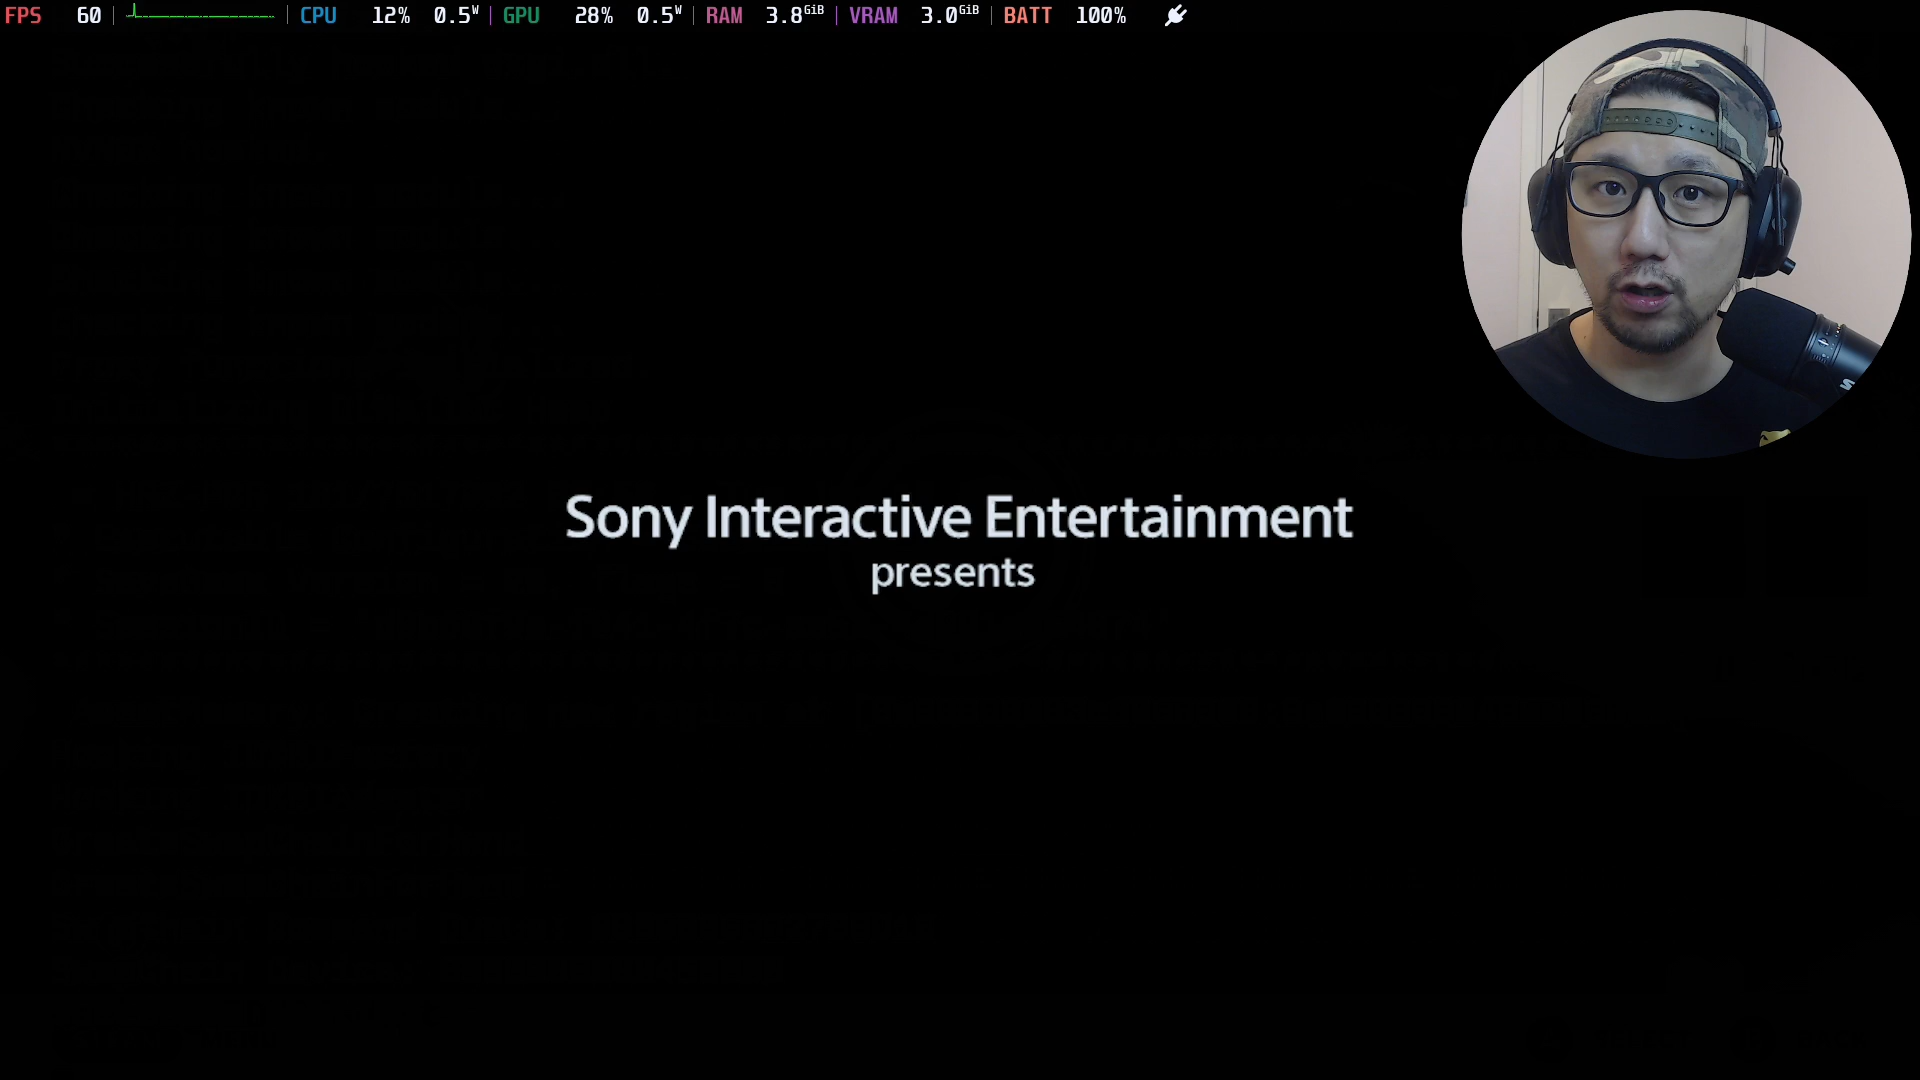 FPS 60 CPU 12% 0.5W GPU 28% 0.5W RAM 3.8GiB VRAM 3.0GiB BATT 100%
Sony Interactive Entertainment
presents